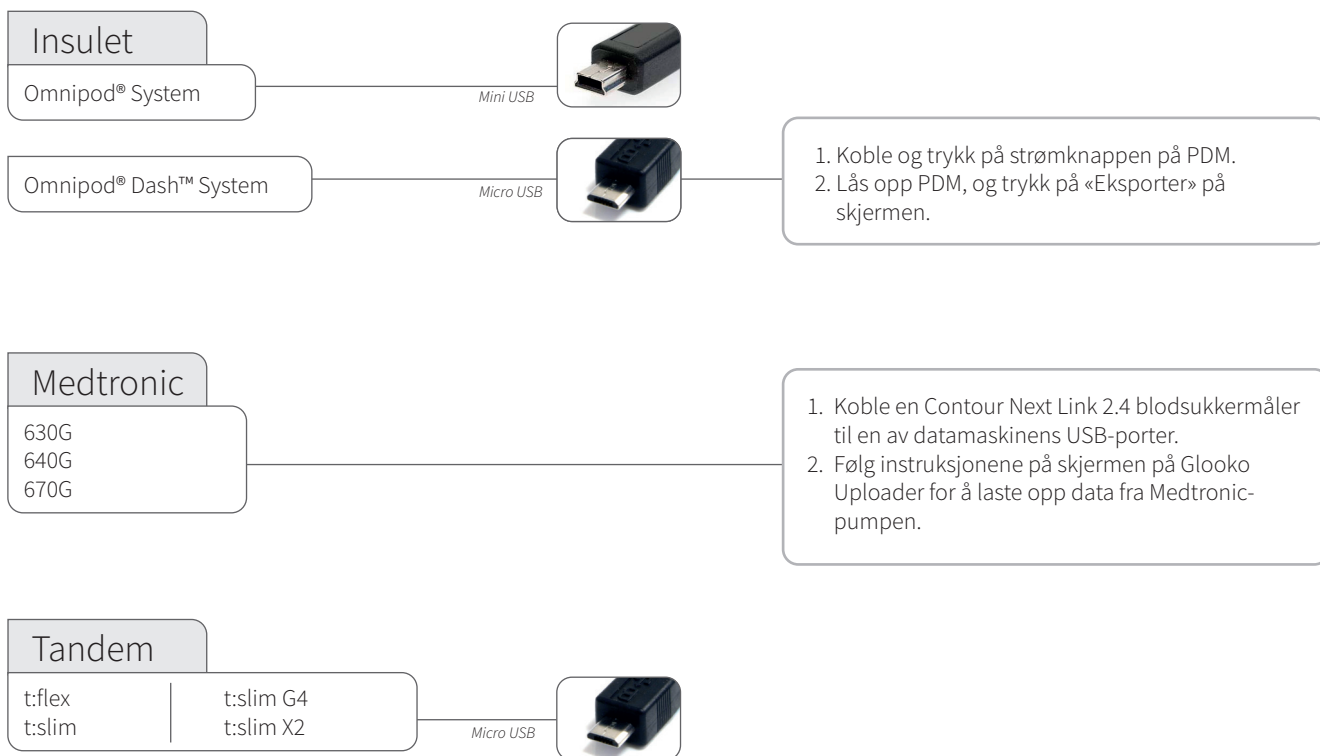 Insulet
Omnipod® System
Mini USB
Omnipod® Dash™ System
Micro USB
1. Koble og trykk på strømknappen på PDM.
2. Lås opp PDM, og trykk på «Eksporter» på
skjermen.
Medtronic
630G
640G
670G
1. Koble en Contour Next Link 2.4 blodsukkermåler
til en av datamaskinens USB-porter.
2. Følg instruksjonene på skjermen på Glooko
Uploader for å laste opp data fra Medtronic-
pumpen.
Tandem
t:flex t:slim G4
t:slim t:slim X2
Micro USB